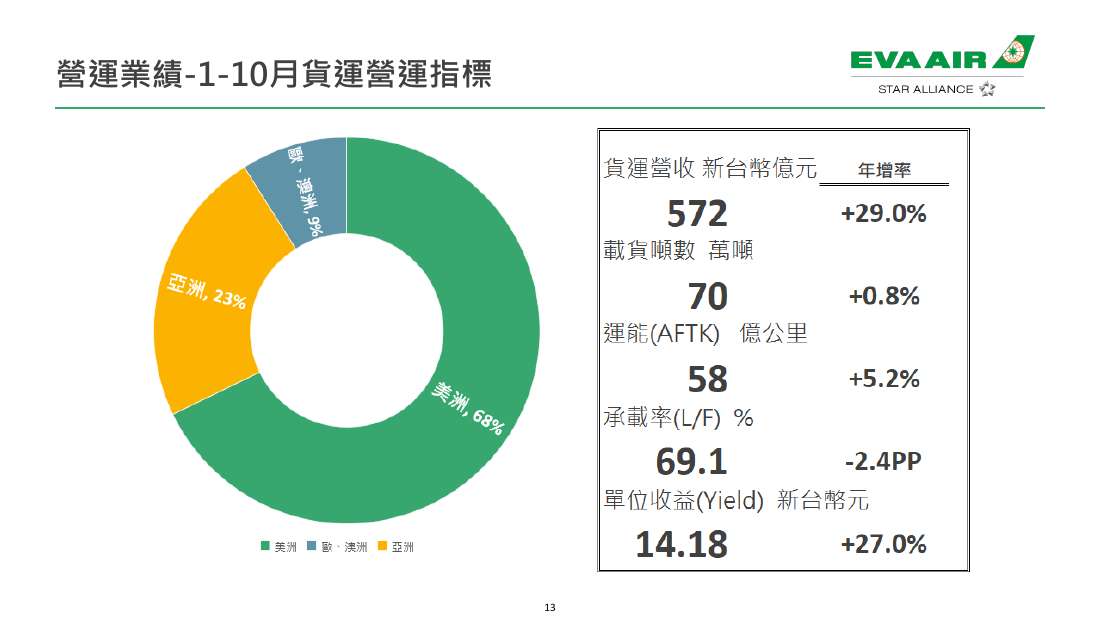 營運業績-1-10月貨運營運指標
EVA AIR
STAR ALLIANCE
歐、澳洲, 9%
亞洲, 23%
美洲, 68%
美洲 歐、澳洲 亞洲
貨運營收 新台幣億元 年增率
572 +29.0%
載貨噸數 萬噸
70 +0.8%
運能(AFTK) 億公里
58 +5.2%
承載率(L/F) %
69.1 -2.4PP
單位收益(Yield) 新台幣元
14.18 +27.0%
13